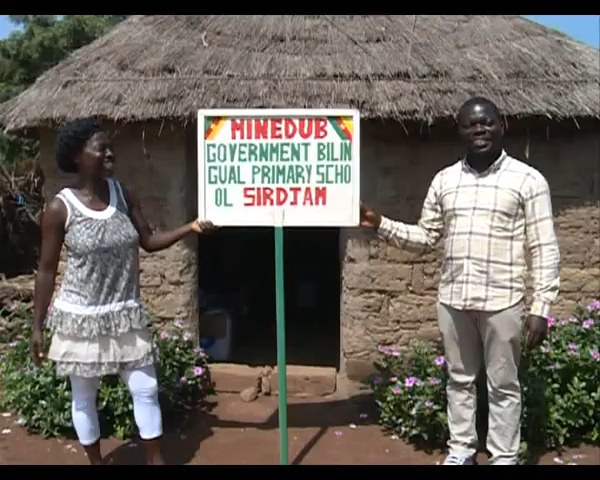 MINEDUB
GOVERNMENT BILIN
GUAL PRIMARY SCHO
OL SIRDJAM